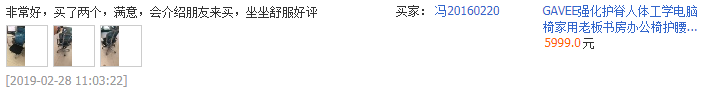 非常好，买了两个，满意，会介绍朋友来买，坐坐舒服好评
[2019-02-28 11:03:22]
买家：冯20160220
GAVEE强化护脊人体工学电脑
椅家用老板书房办公椅护腰...
5999.0元